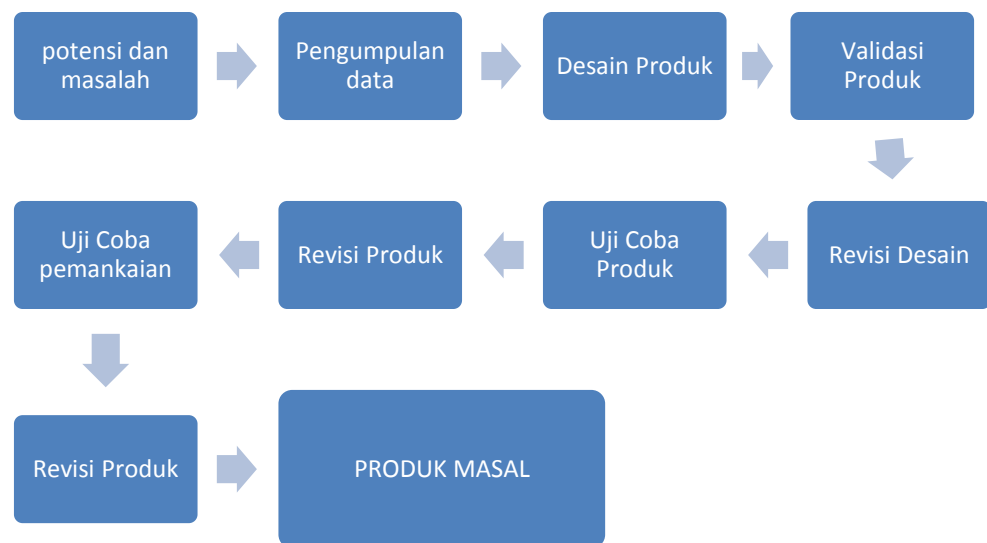 potensi dan
masalah
Pengumpulan
data
Desain Produk
Validasi
Produk
Revisi Desain
Uji Coba
Produk
Revisi Produk
Uji Coba
pemankaian
Revisi Produk
PRODUK MASAL